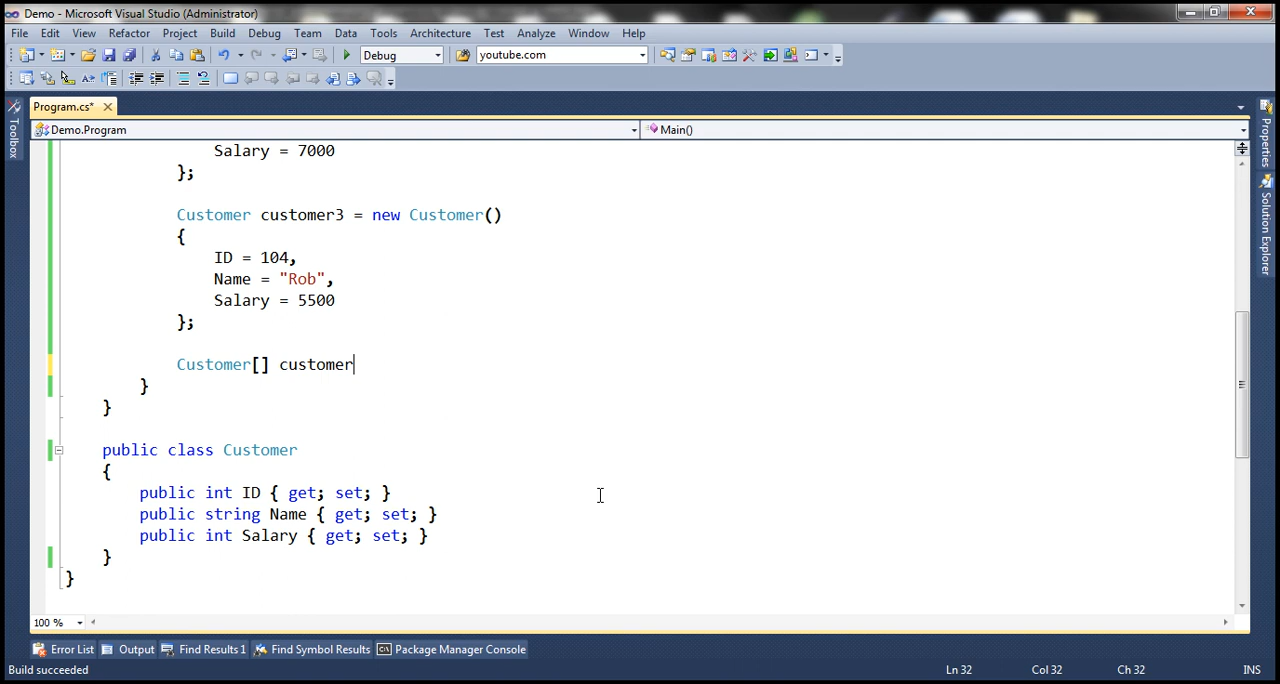 Demo - Microsoft Visual Studio (Administrator)
File Edit View Refactor Project Build Debug Team Data Tools Architecture Test Analyze Window Help
Debug youtube.com
Program.cs* ×
Toolbox
Demo.Program Main()
Properties
Solution Explorer
Salary = 7000
};
Customer customer3 = new Customer()
{
ID = 104,
Name = "Rob",
Salary = 5500
};
Customer[] customer
}
}
public class Customer
{
public int ID { get; set; }
public string Name { get; set; }
public int Salary { get; set; }
}
}
100 %
Error List Output Find Results 1 Find Symbol Results Package Manager Console
Build succeeded Ln 32 Col 32 Ch 32 INS